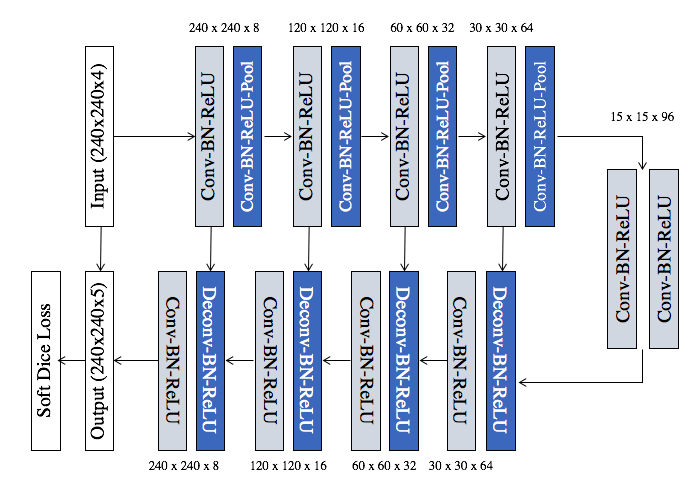 240 x 240 x 8
120 x 120 x 16
60 x 60 x 32
30 x 30 x 64
Input (240x240x4)
Conv-BN-ReLU
Conv-BN-ReLU-Pool
Conv-BN-ReLU
Conv-BN-ReLU-Pool
Conv-BN-ReLU
Conv-BN-ReLU-Pool
Conv-BN-ReLU
Conv-BN-ReLU-Pool
15 x 15 x 96
Conv-BN-ReLU
Conv-BN-ReLU
Soft Dice Loss
Output (240x240x5)
Conv-BN-ReLU
Deconv-BN-ReLU
Conv-BN-ReLU
Deconv-BN-ReLU
Conv-BN-ReLU
Deconv-BN-ReLU
Conv-BN-ReLU
Deconv-BN-ReLU
240 x 240 x 8
120 x 120 x 16
60 x 60 x 32
30 x 30 x 64